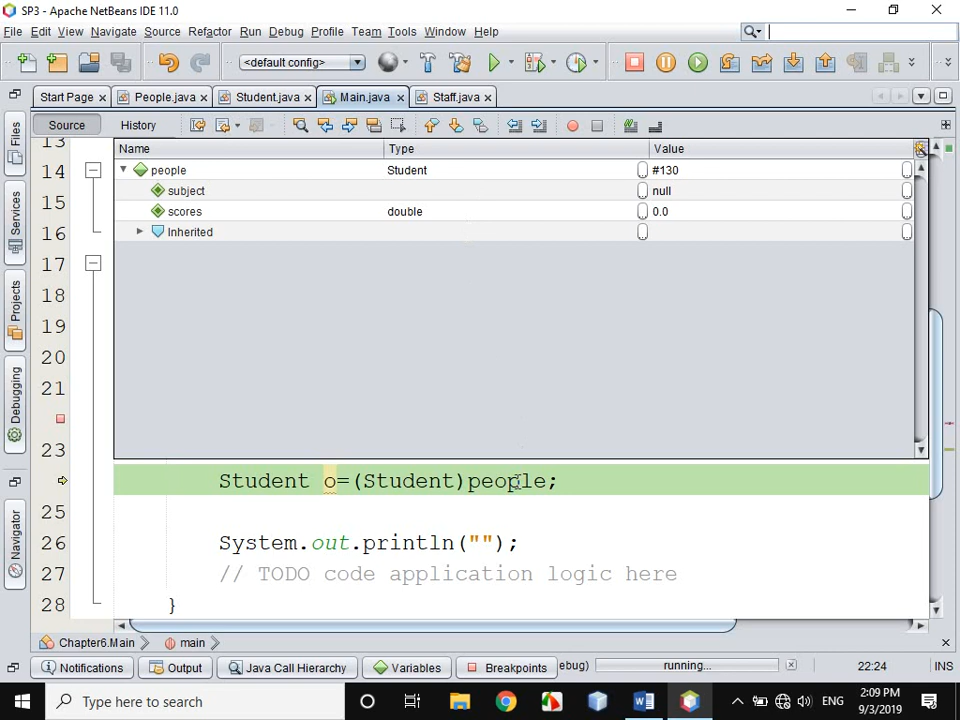 SP3 - Apache NetBeans IDE 11.0
File Edit View Navigate Source Refactor Run Debug Profile Team Tools Window Help
<default config>
Start Page People.java Student.java Main.java Staff.java
Source History
Files
Services
Projects
Debugging
Navigator
Name Type Value
people Student #130
subject null
scores double 0.0
Inherited
13
14
15
16
17
18
19
20
21
23
Student o=(Student)people;
25
26 System.out.println("");
27 // TODO code application logic here
28 }
Chapter6.Main main
Notifications Output Java Call Hierarchy Variables Breakpoints ebug) running... 22:24 INS
Type here to search ENG 2:09 PM
9/3/2019